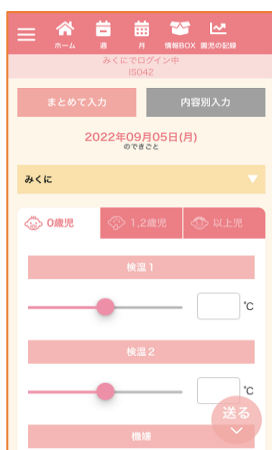 ホーム 週 月 情報BOX 園児の記録
みくにでログイン中
IS042
まとめて入力 内容別入力
2022年09月05日(月)
のできごと
みくに
0歳児 1,2歳児 以上児
検温1
℃
検温2
℃
送る
機嫌